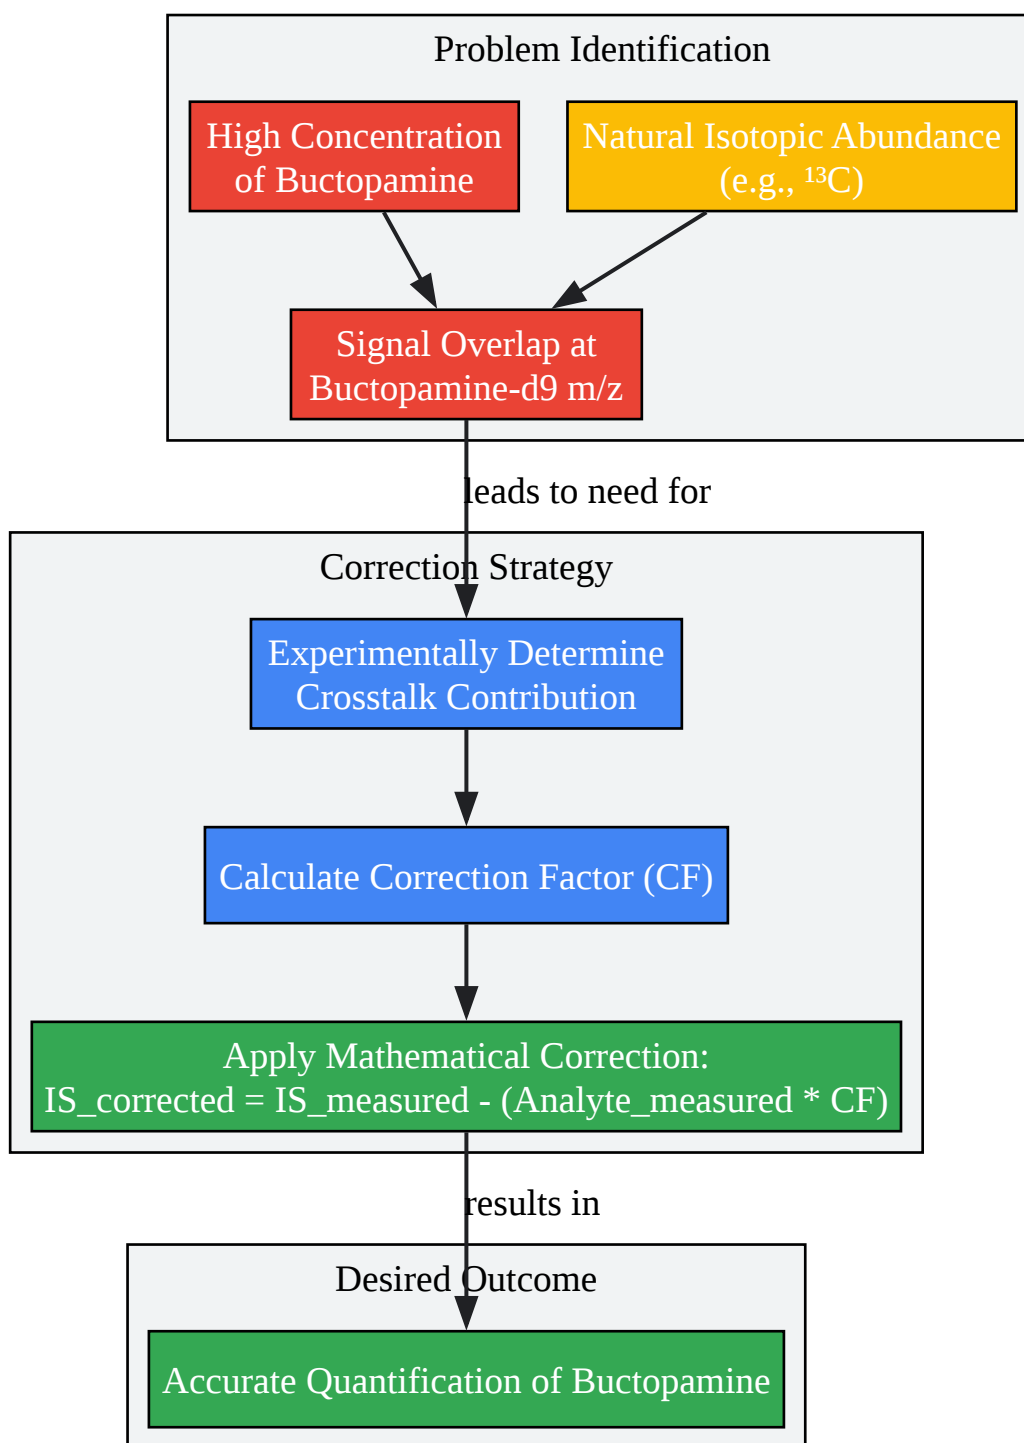 Problem Identification
High Concentration
of Buctopamine
Natural Isotopic Abundance
(e.g., ¹³C)
Signal Overlap at
Buctopamine-d9 m/z
leads to need for
Correction Strategy
Experimentally Determine
Crosstalk Contribution
Calculate Correction Factor (CF)
Apply Mathematical Correction:
IS_corrected = IS_measured - (Analyte_measured * CF)
results in
Desired Outcome
Accurate Quantification of Buctopamine